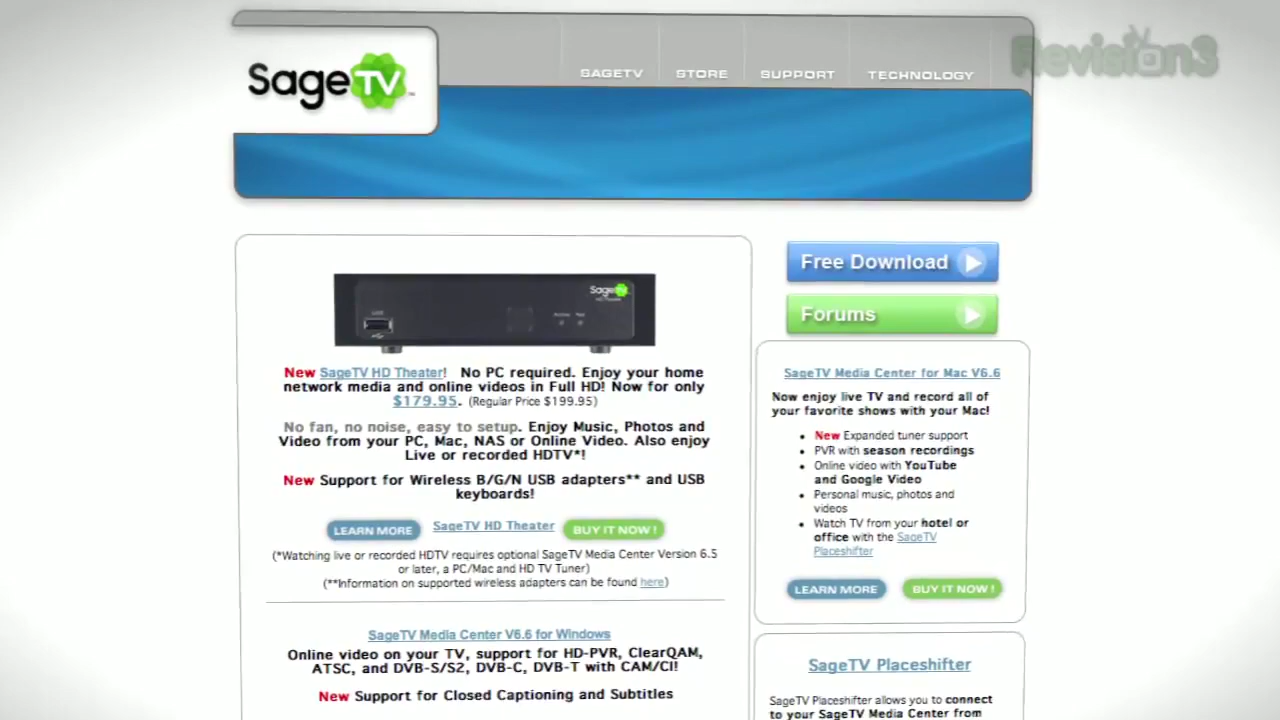 Revision3
SageTV
SAGETV
STORE
SUPPORT
TECHNOLOGY
SageTV
USB
New SageTV HD Theater! No PC required. Enjoy your home
network media and online videos in Full HD! Now for only
$179.95. (Regular Price $199.95)
No fan, no noise, easy to setup. Enjoy Music, Photos and
Video from your PC, Mac, NAS or Online Video. Also enjoy
Live or recorded HDTV*!
New Support for Wireless B/G/N USB adapters** and USB
keyboards!
LEARN MORE SageTV HD Theater BUY IT NOW !
(*Watching live or recorded HDTV requires optional SageTV Media Center Version 6.5
or later, a PC/Mac and HD TV Tuner)
(**Information on supported wireless adapters can be found here)
SageTV Media Center V6.6 for Windows
Online video on your TV, support for HD-PVR, ClearQAM,
ATSC, and DVB-S/S2, DVB-C, DVB-T with CAM/CI!
New Support for Closed Captioning and Subtitles
Free Download
Forums
SageTV Media Center for Mac V6.6
Now enjoy live TV and record all of
your favorite shows with your Mac!
• New Expanded tuner support
• PVR with season recordings
• Online video with YouTube
and Google Video
• Personal music, photos and
videos
• Watch TV from your hotel or
office with the SageTV
Placeshifter
LEARN MORE BUY IT NOW !
SageTV Placeshifter
SageTV Placeshifter allows you to connect
to your SageTV Media Center from